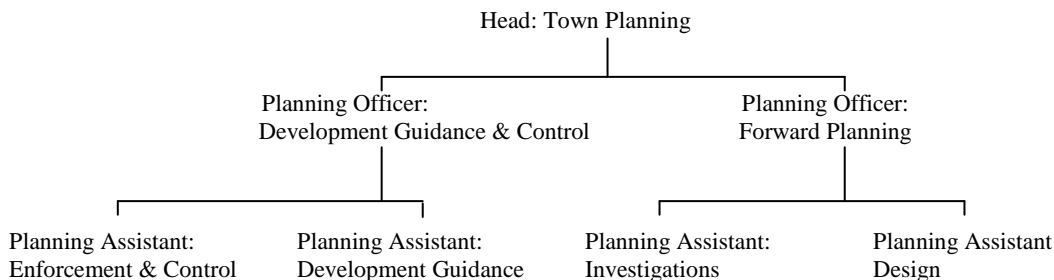 Head: Town Planning
Planning Officer:
Development Guidance & Control
Planning Officer:
Forward Planning
Planning Assistant:
Enforcement & Control
Planning Assistant:
Development Guidance
Planning Assistant:
Investigations
Planning Assistant
Design